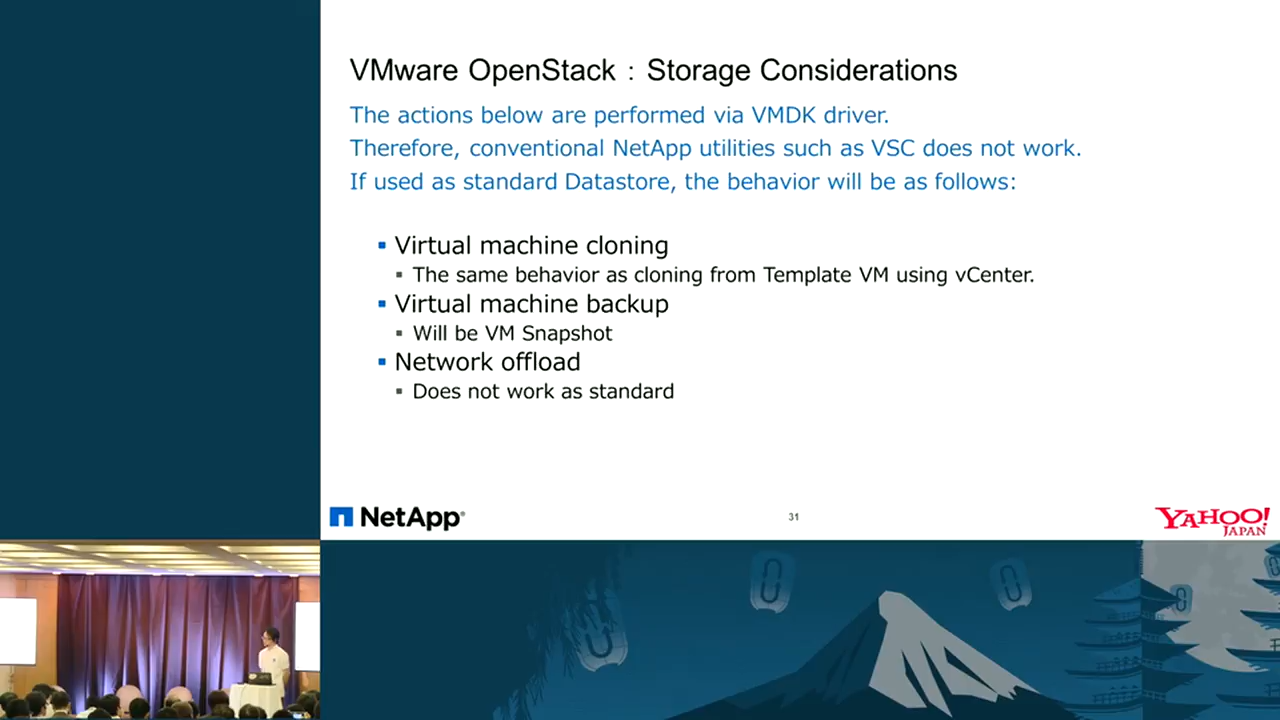 VMware OpenStack : Storage Considerations
The actions below are performed via VMDK driver.
Therefore, conventional NetApp utilities such as VSC does not work.
If used as standard Datastore, the behavior will be as follows:
Virtual machine cloning
The same behavior as cloning from Template VM using vCenter.
Virtual machine backup
Will be VM Snapshot
Network offload
Does not work as standard
NetApp®
31
YAHOO!
JAPAN